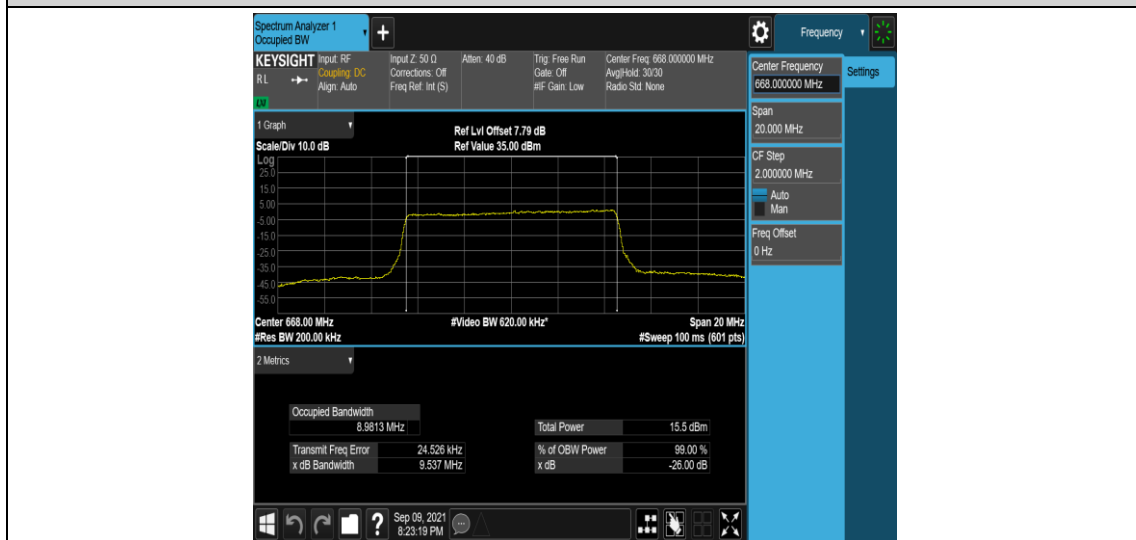 Spectrum Analyzer 1
Occupied BW
+
Frequency
KEYSIGHT
RL
LXI
Input: RF
Coupling: DC
Align: Auto
Input Z: 50 Ω
Corrections: Off
Freq Ref: Int (S)
Atten: 40 dB
Trig: Free Run
Gate: Off
#IF Gain: Low
Center Freq: 668.000000 MHz
Avg|Hold: 30/30
Radio Std: None
Center Frequency
668.000000 MHz
Settings
Span
20.000 MHz
CF Step
2.000000 MHz
Auto
Man
Freq Offset
0 Hz
1 Graph
Scale/Div 10.0 dB
Ref Lvl Offset 7.79 dB
Ref Value 35.00 dBm
Log
25.0
15.0
5.00
-5.00
-15.0
-25.0
-35.0
-45.0
-55.0
Center 668.00 MHz
#Res BW 200.00 kHz
#Video BW 620.00 kHz*
Span 20 MHz
#Sweep 100 ms (601 pts)
2 Metrics
Occupied Bandwidth
8.9813 MHz
Total Power 15.5 dBm
Transmit Freq Error 24.526 kHz
% of OBW Power 99.00 %
x dB Bandwidth 9.537 MHz
x dB -26.00 dB
?
Sep 09, 2021
8:23:19 PM